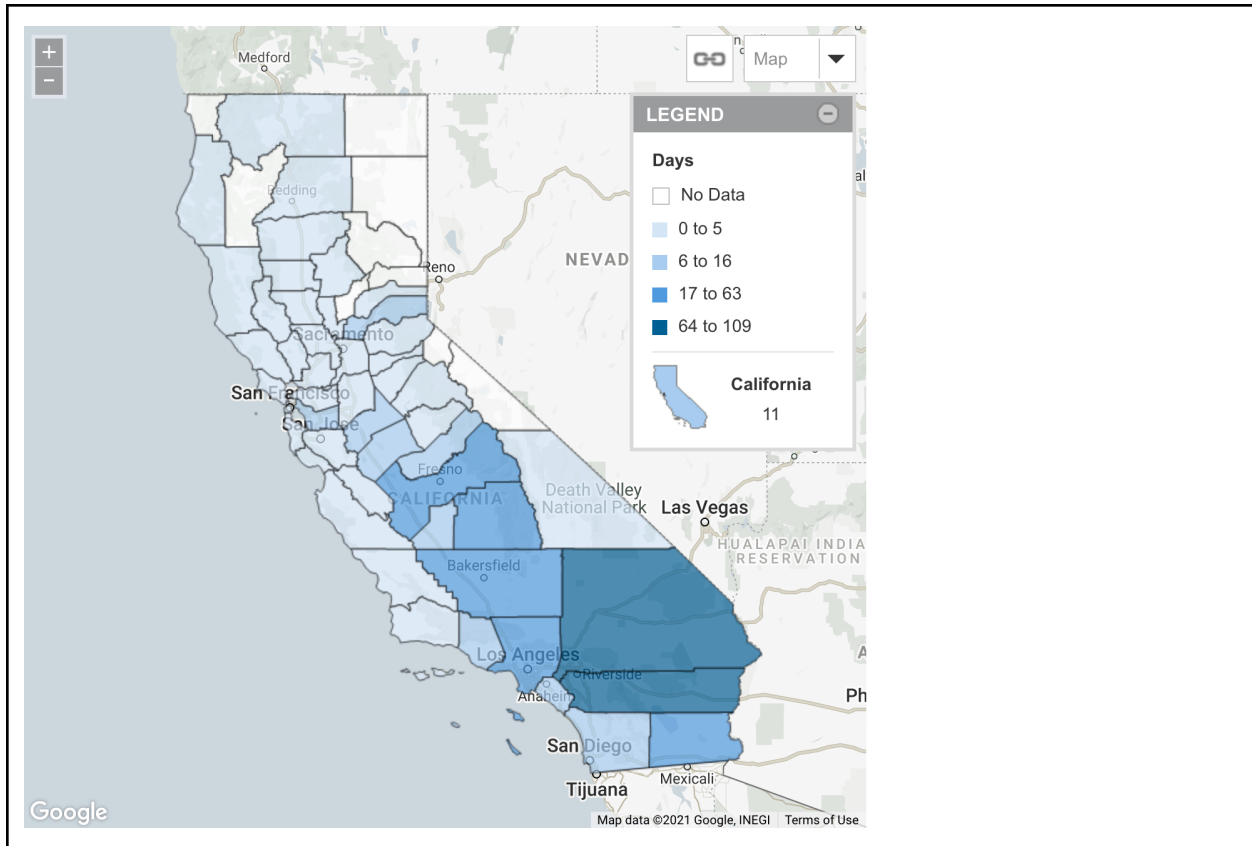 +
−
Medford
Map
LEGEND
Days
No Data
0 to 5
6 to 16
17 to 63
64 to 109
California
11
Redding
Reno
NEVAD
Sacramento
San Francisco
San Jose
Fresno
CALIFORNIA
Death Valley
National Park
Las Vegas
HUALAPAI INDIA
RESERVATION
Bakersfield
Los Angeles
Riverside
Anaheim
Ph
San Diego
Mexicali
Tijuana
Google
Map data ©2021 Google, INEGI
Terms of Use